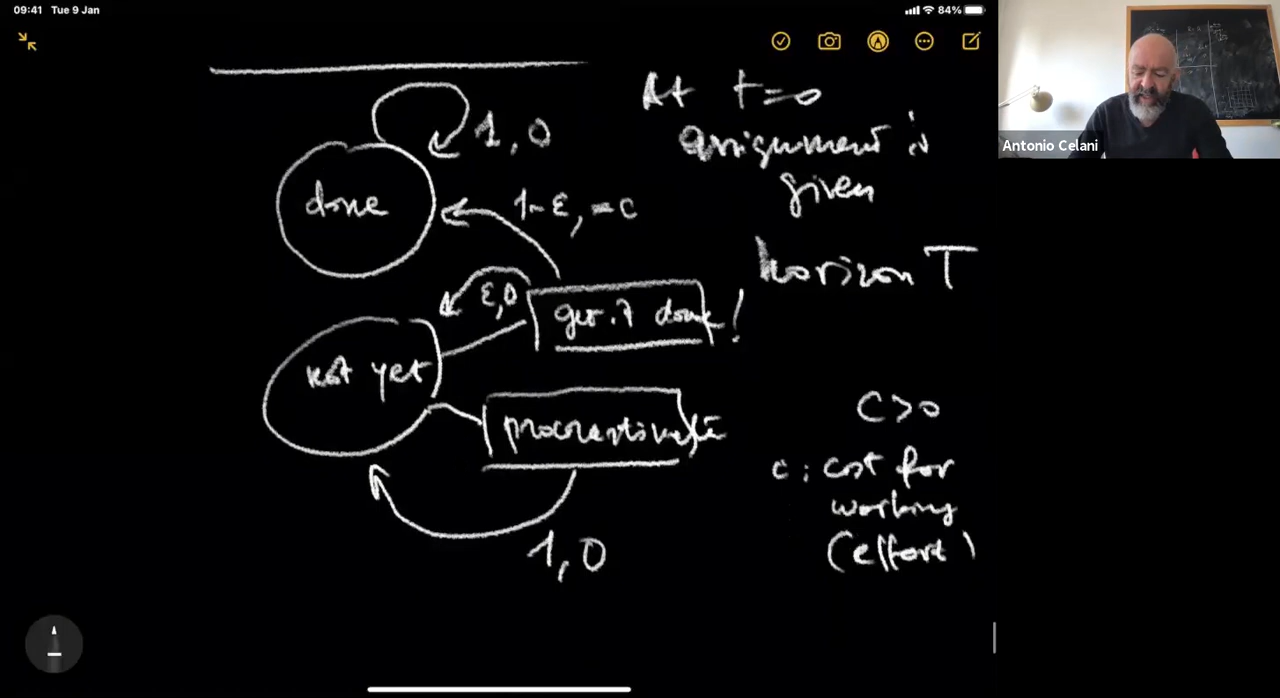 09:41 Tue 9 Jan
84%
At t=0
assignment is
given
horizon T
1, 0
done
1-ε, -c
ε, 0
get it done!
not yet
procrastinate
1, 0
c>0
c: cost for
working
(effort)
Antonio Celani